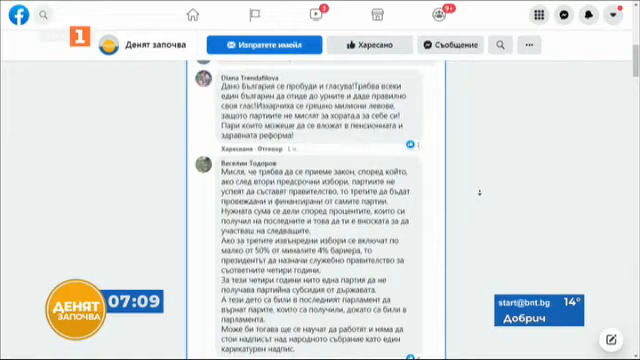 3
9+
1
Денят започва
Изпратете имейл
Харесано
Съобщение
Diana Trendafilova
Дано България се пробуди и гласува!Трябва всеки
един българин да отиде до урните и даде правилно
своя глас!Изхарчиха се грешно милиони левове,
защото партиите не мислят за хората,а за себе си!
Пари които можеше да се вложат в пенсионната и
здравната реформа!
Харесване · Отговор · 1 ч.
1
Веселин Тодоров
Мисля, че трябва да се приеме закон, според който,
ако след втори предсрочни избори, партиите не
успеят да съставят правителство, то третите да бъдат
провеждани и финансирани от самите партии.
Нужната сума се дели според процентите, които си
получил на последните и това да ти е вноската за да
участваш на следващите.
Ако за третите извънредни избори се включат по
малко от 50% от миналите 4% бариера, то
президентът да назначи служебно правителство за
съответните четири години.
За тези четири години нито една партия да не
получава партийна субсидия от държавата.
А тези дето са били в последният парламент да
върнат парите, които са получили, докато са били в
парламента.
Може би тогава ще се научат да работят и няма да
стои надписът над народното събрание като един
карикатурен надпис.
ДЕНЯТ
ЗАПОЧВА
07:09
start@bnt.bg
14°
Добрич